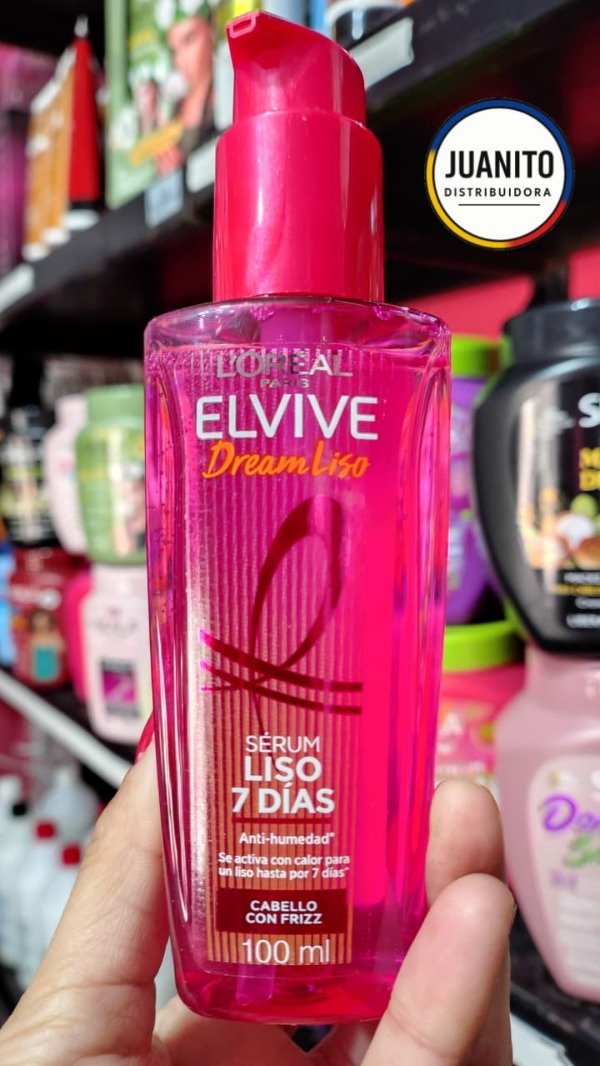 JUANITO
DISTRIBUIDORA
L'ORÉAL
PARIS
ELVIVE
Dream Liso
SÉRUM
LISO
7 DÍAS
Anti-humedad*
Se activa con calor para
un liso hasta por 7 días*
CABELLO
CON FRIZZ
100 ml